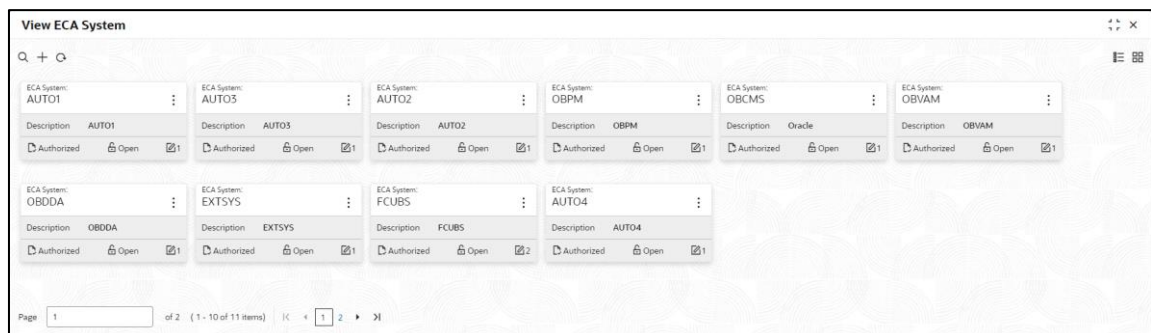 View ECA System
ECA System: ECA System: ECA System: ECA System: ECA System: ECA System:
AUTO1 AUTO3 AUTO2 OBPM OBCMS OBVAM
Description AUTO1 Description AUTO3 Description AUTO2 Description OBPM Description Oracle Description OBVAM
Authorized Open 1 Authorized Open 1 Authorized Open 1 Authorized Open 1 Authorized Open 1 Authorized Open 1
ECA System: ECA System: ECA System: ECA System:
OBDDA EXTSYS FCUBS AUTO4
Description OBDDA Description EXTSYS Description FCUBS Description AUTO4
Authorized Open 1 Authorized Open 1 Authorized Open 2 Authorized Open 1
Page 1 of 2 (1 - 10 of 11 items) 1 2